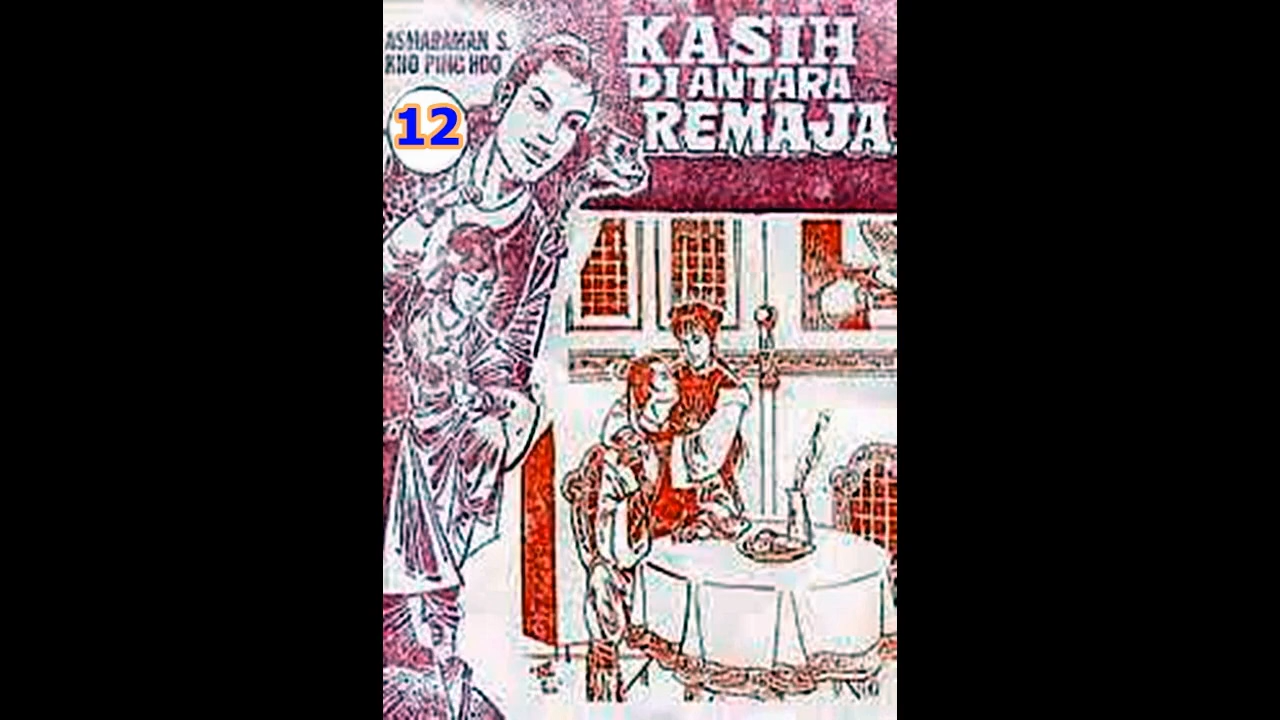 ASMARAMAN S.
KHO PING HOO
12
KASIH
DI ANTARA
REMAJA